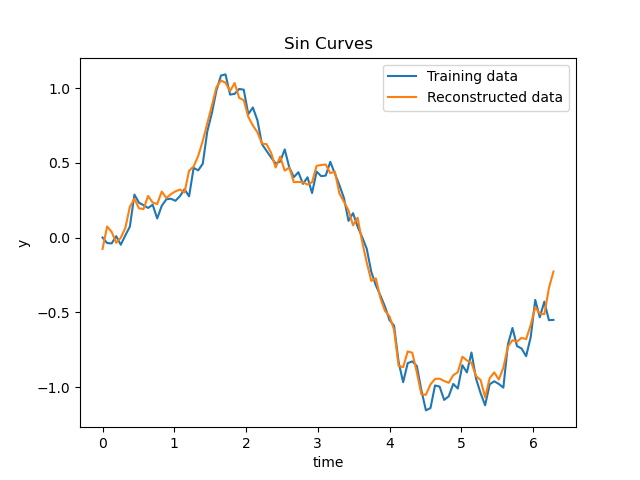 Sin Curves
Training data
Reconstructed data
1.0
0.5
0.0
−0.5
−1.0
y
0 1 2 3 4 5 6
time